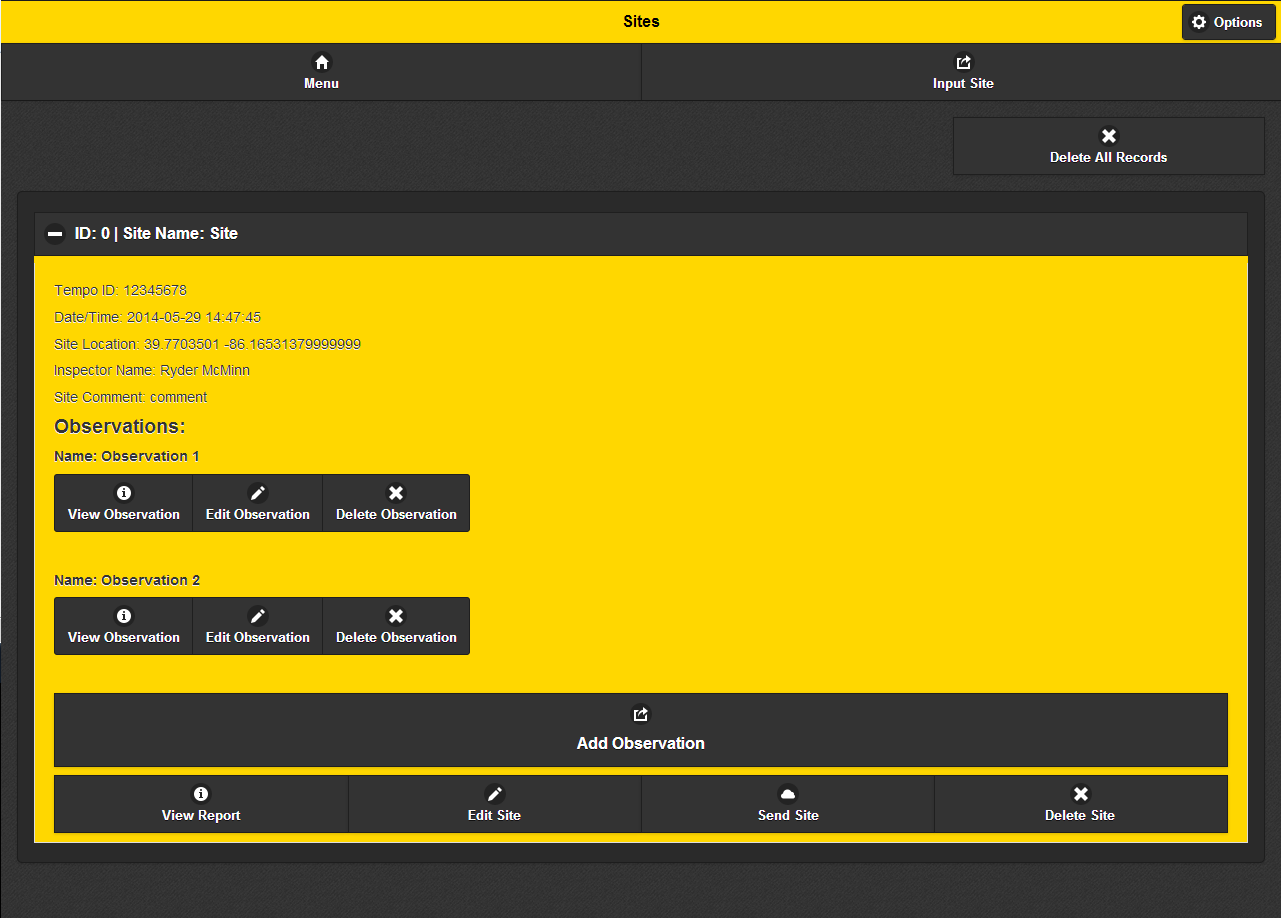 Sites
Options
Menu
Input Site
Delete All Records
ID: 0 | Site Name: Site
Tempo ID: 12345678
Date/Time: 2014-05-29 14:47:45
Site Location: 39.7703501 -86.16531379999999
Inspector Name: Ryder McMinn
Site Comment: comment
Observations:
Name: Observation 1
View Observation Edit Observation Delete Observation
Name: Observation 2
View Observation Edit Observation Delete Observation
Add Observation
View Report Edit Site Send Site Delete Site